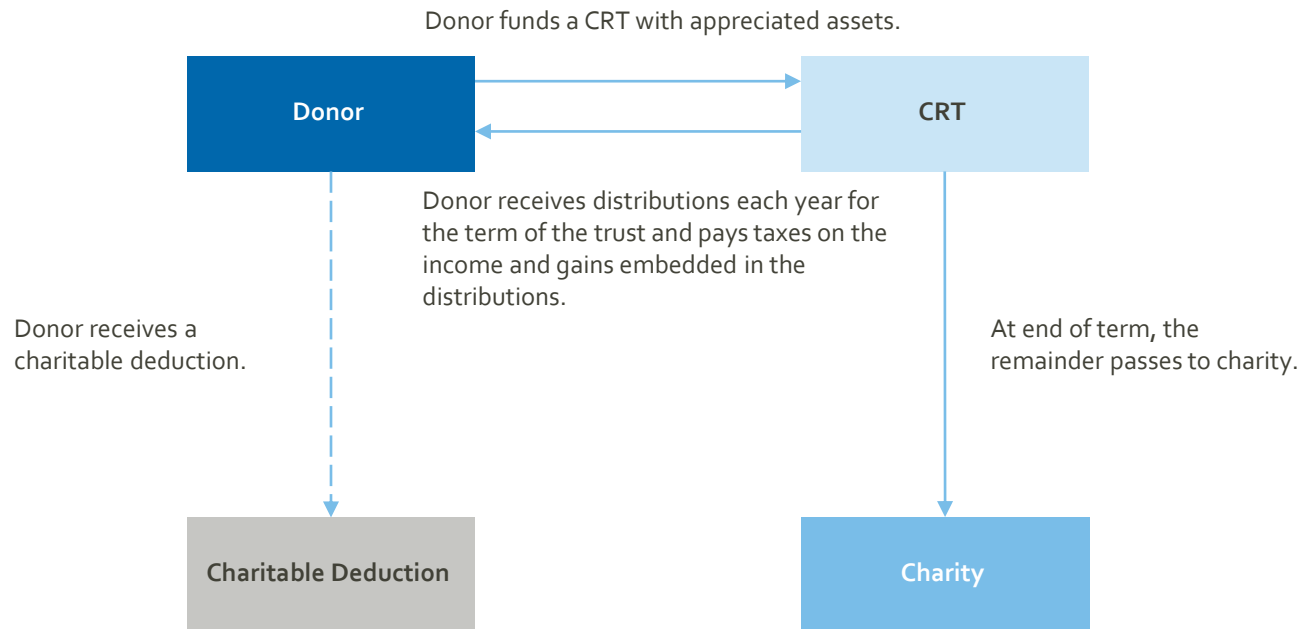 Donor funds a CRT with appreciated assets.
Donor
CRT
Donor receives distributions each year for
the term of the trust and pays taxes on the
income and gains embedded in the
distributions.
Donor receives a
charitable deduction.
At end of term, the
remainder passes to charity.
Charitable Deduction
Charity